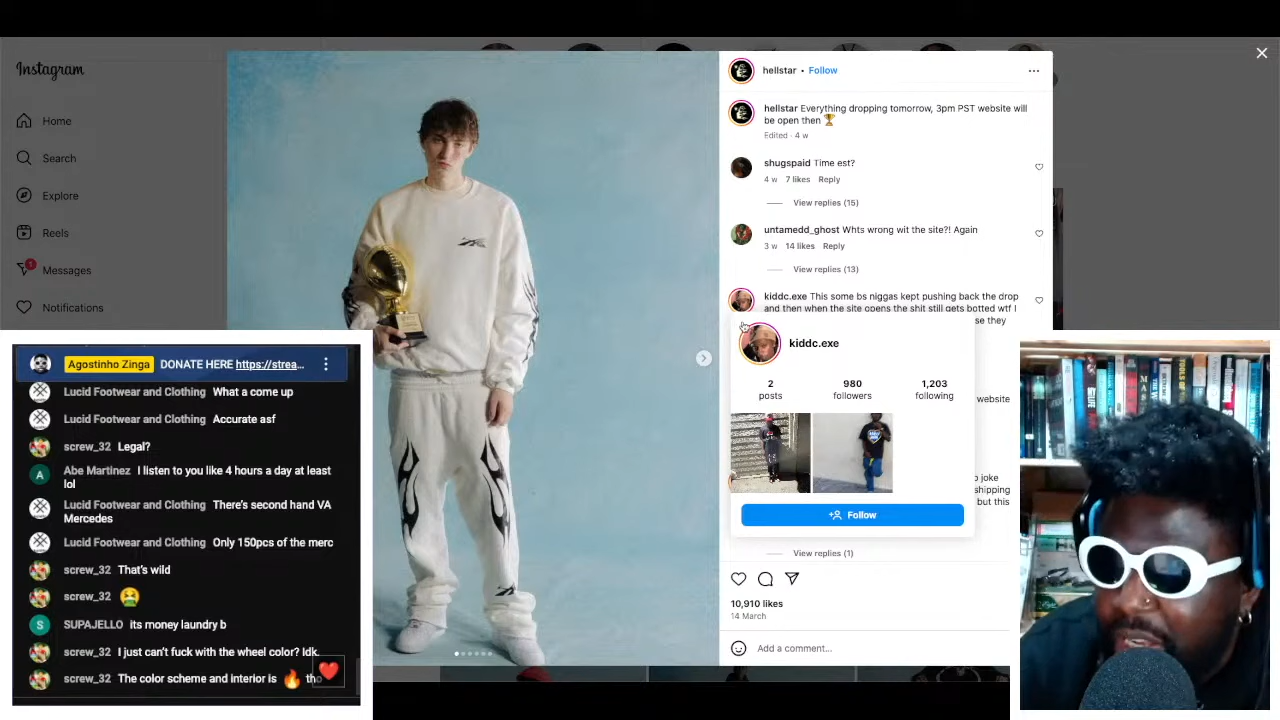 Instagram
Home
Search
Explore
Reels
1
Messages
Notifications
hellstar • Follow
hellstar Everything dropping tomorrow, 3pm PST website will
be open then 🏆
Edited · 4 w
shugspaid Time est?
4 w 7 likes Reply
View replies (15)
untamedd_ghost Whts wrong wit the site?! Again
3 w 14 likes Reply
View replies (13)
kiddc.exe This some bs niggas kept pushing back the drop
and then when the site opens the shit still gets botted wtf I
se they
kiddc.exe
2 980 1,203
posts followers following
website
o joke
shipping
but this
Follow
View replies (1)
10,910 likes
14 March
Add a comment...
Agostinho Zinga DONATE HERE https://strea...
Lucid Footwear and Clothing What a come up
Lucid Footwear and Clothing Accurate asf
screw_32 Legal?
A Abe Martinez I listen to you like 4 hours a day at least
lol
Lucid Footwear and Clothing There's second hand VA
Mercedes
Lucid Footwear and Clothing Only 150pcs of the merc
screw_32 That's wild
screw_32 🤮
S SUPAJELLO its money laundry b
screw_32 I just can't fuck with the wheel color? Idk.
screw_32 The color scheme and interior is 🔥 tho